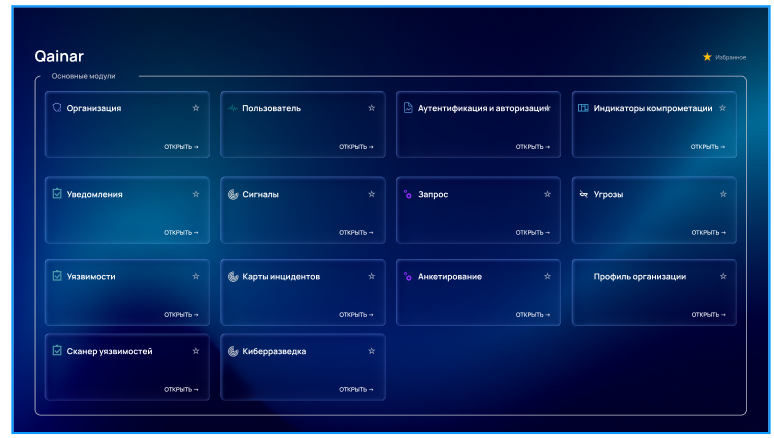 Qainar
Избранное
Основные модули
Организация
Пользователь
Аутентификация и авторизация
Индикаторы компрометации
ОТКРЫТЬ →
ОТКРЫТЬ →
ОТКРЫТЬ →
ОТКРЫТЬ →
Уведомления
Сигналы
Запрос
Угрозы
ОТКРЫТЬ →
ОТКРЫТЬ →
ОТКРЫТЬ →
ОТКРЫТЬ →
Уязвимости
Карты инцидентов
Анкетирование
Профиль организации
ОТКРЫТЬ →
ОТКРЫТЬ →
ОТКРЫТЬ →
ОТКРЫТЬ →
Сканер уязвимостей
Киберразведка
ОТКРЫТЬ →
ОТКРЫТЬ →